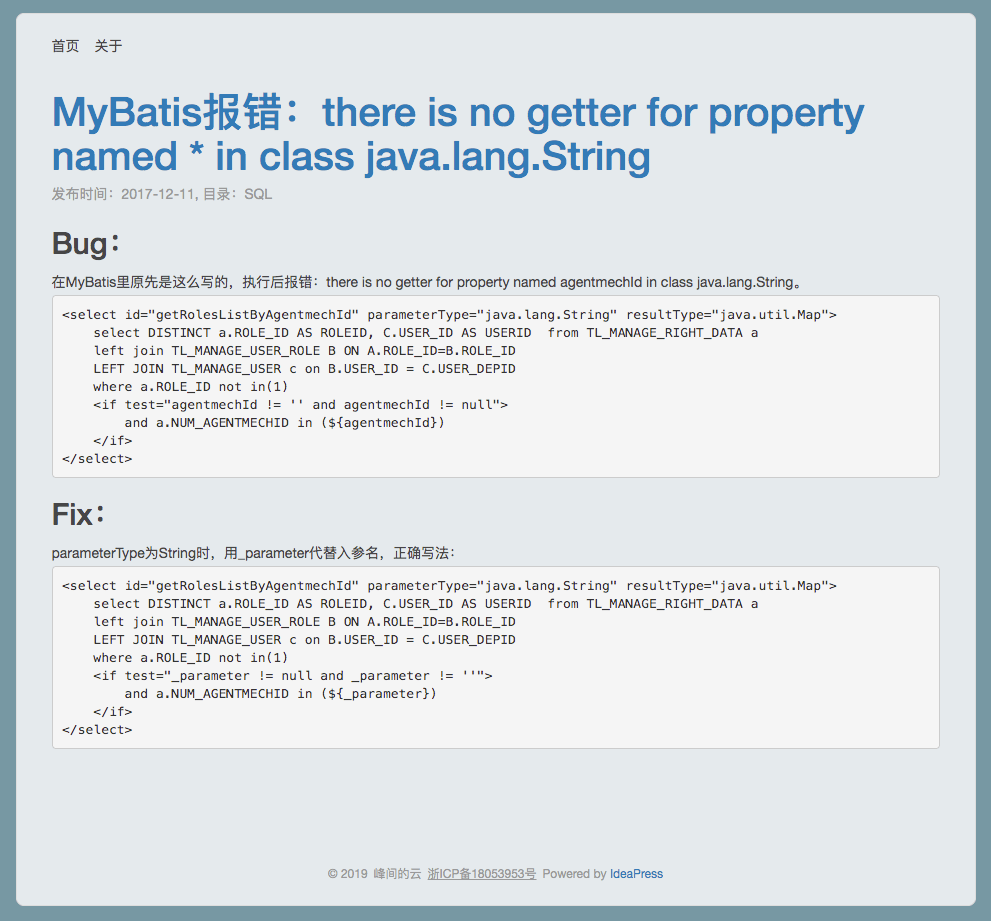 首页 关于
MyBatis报错：there is no getter for property
named * in class java.lang.String
发布时间：2017-12-11, 目录：SQL
Bug：
在MyBatis里原先是这么写的，执行后报错：there is no getter for property named agentmechId in class java.lang.String。
<select id="getRolesListByAgentmechId" parameterType="java.lang.String" resultType="java.util.Map">
    select DISTINCT a.ROLE_ID AS ROLEID, C.USER_ID AS USERID  from TL_MANAGE_RIGHT_DATA a
    left join TL_MANAGE_USER_ROLE B ON A.ROLE_ID=B.ROLE_ID
    LEFT JOIN TL_MANAGE_USER c on B.USER_ID = C.USER_DEPID
    where a.ROLE_ID not in(1)
    <if test="agentmechId != '' and agentmechId != null">
        and a.NUM_AGENTMECHID in (${agentmechId})
    </if>
</select>
Fix：
parameterType为String时，用_parameter代替入参名，正确写法：
<select id="getRolesListByAgentmechId" parameterType="java.lang.String" resultType="java.util.Map">
    select DISTINCT a.ROLE_ID AS ROLEID, C.USER_ID AS USERID  from TL_MANAGE_RIGHT_DATA a
    left join TL_MANAGE_USER_ROLE B ON A.ROLE_ID=B.ROLE_ID
    LEFT JOIN TL_MANAGE_USER c on B.USER_ID = C.USER_DEPID
    where a.ROLE_ID not in(1)
    <if test="_parameter != null and _parameter != ''">
        and a.NUM_AGENTMECHID in (${_parameter})
    </if>
</select>
© 2019 峰间的云 浙ICP备18053953号 Powered by IdeaPress